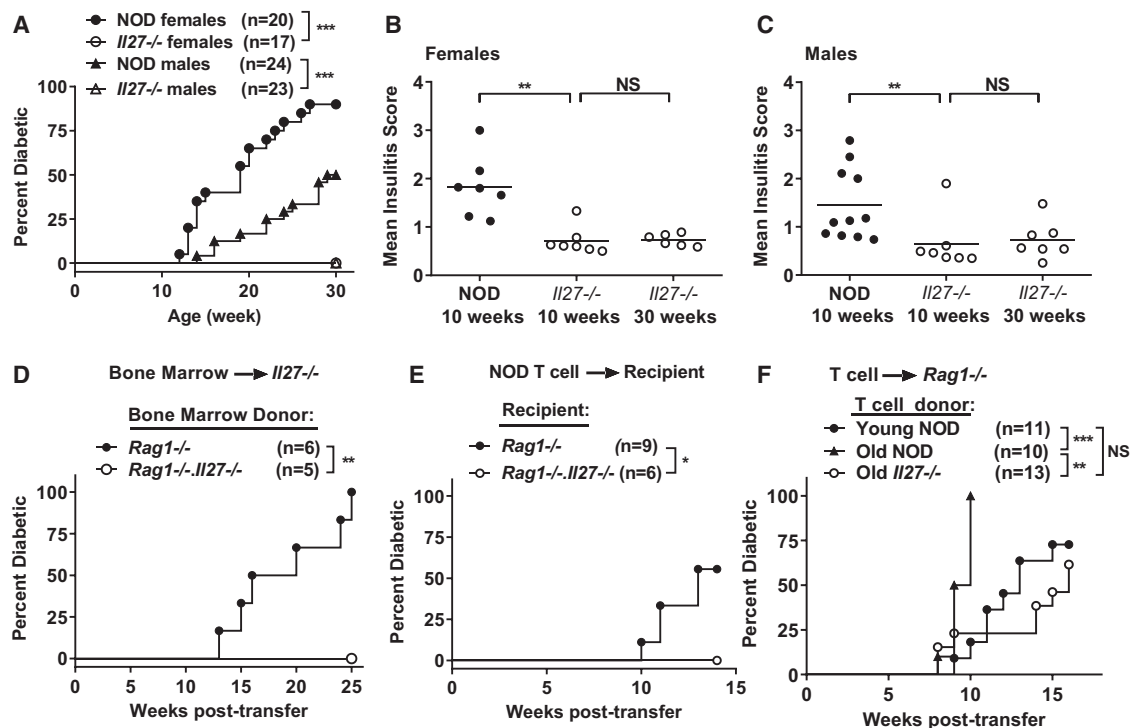 A
NOD females (n=20)
Il27-/- females (n=17)
***
NOD males (n=24)
Il27-/- males (n=23)
***
Percent Diabetic
100
75
50
25
0
0 10 20 30
Age (week)
B
Females
** NS
Mean Insulitis Score
4
3
2
1
0
NOD Il27-/- Il27-/-
10 weeks 10 weeks 30 weeks
C
Males
** NS
Mean Insulitis Score
4
3
2
1
0
NOD Il27-/- Il27-/-
10 weeks 10 weeks 30 weeks
D
Bone Marrow Il27-/-
Bone Marrow Donor:
Rag1-/- (n=6)
Rag1-/-.Il27-/- (n=5)
**
Percent Diabetic
100
75
50
25
0
0 5 10 15 20 25
Weeks post-transfer
E
NOD T cell Recipient
Recipient:
Rag1-/- (n=9)
Rag1-/-.Il27-/- (n=6)
*
Percent Diabetic
100
75
50
25
0
0 5 10 15
Weeks post-transfer
F
T cell Rag1-/-
T cell donor:
Young NOD (n=11)
Old NOD (n=10)
Old Il27-/- (n=13)
***
**
NS
Percent Diabetic
100
75
50
25
0
0 5 10 15
Weeks post-transfer